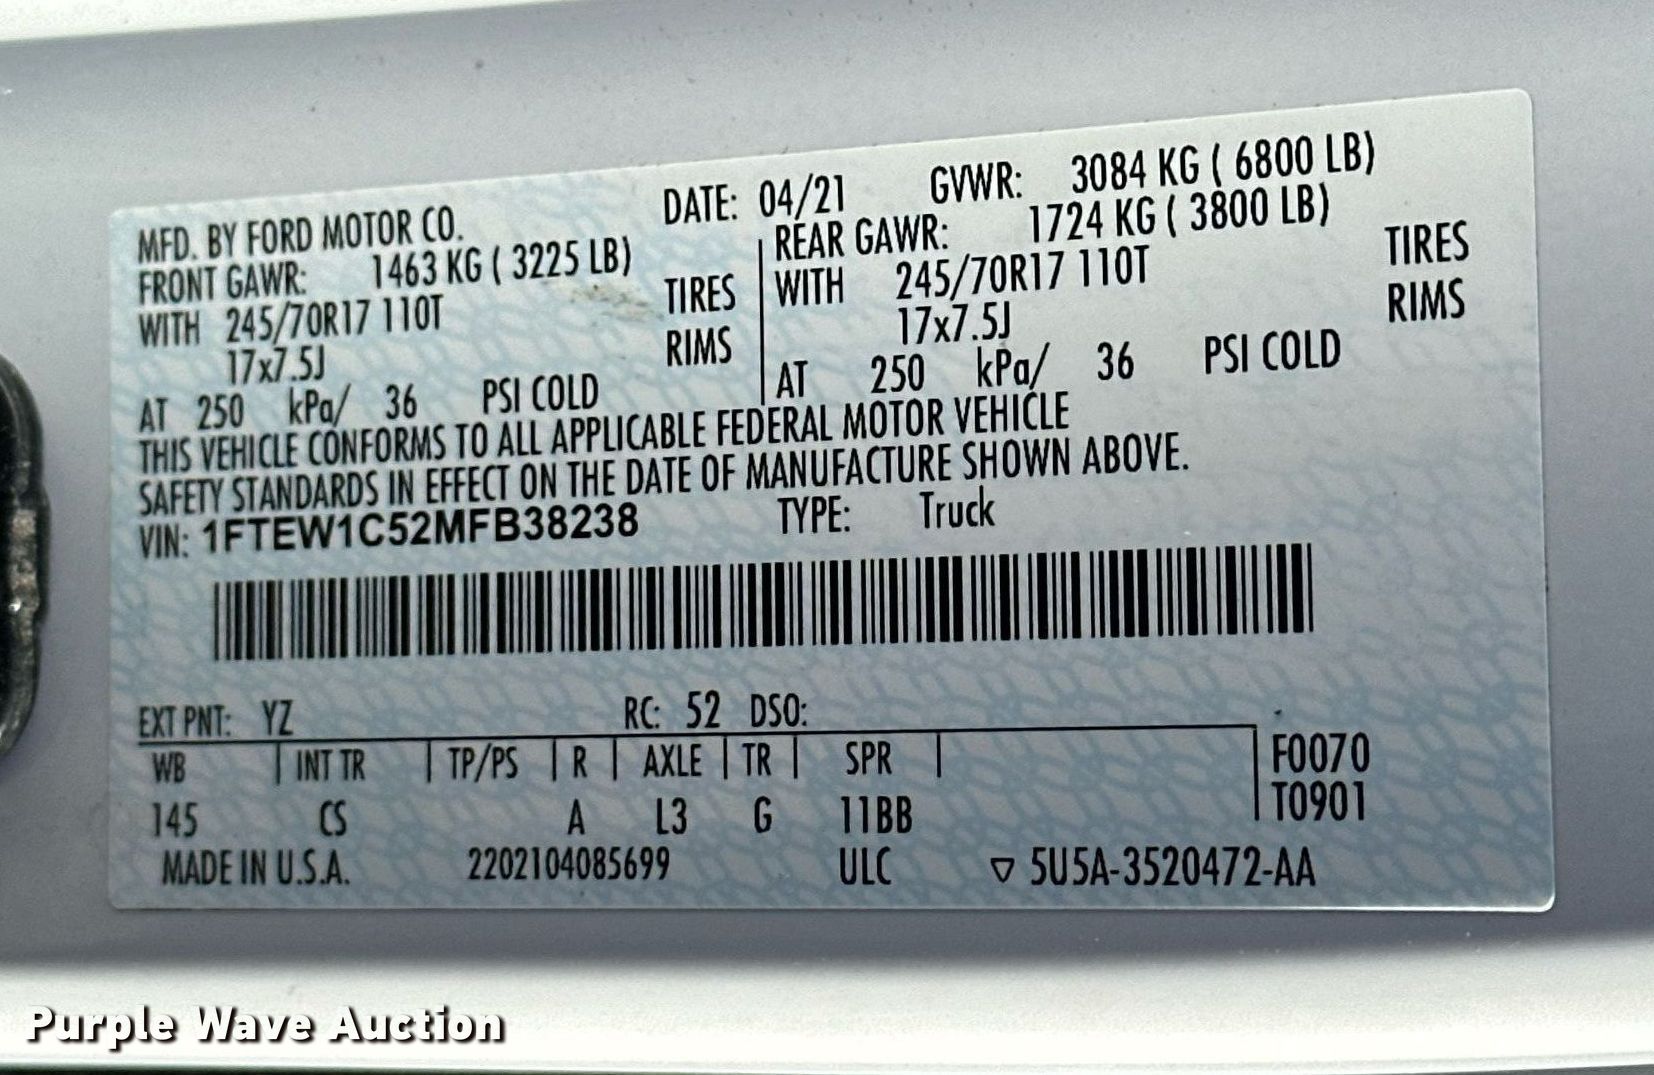 MFD. BY FORD MOTOR CO. DATE: 04/21 GVWR: 3084 KG ( 6800 LB)
FRONT GAWR: 1463 KG ( 3225 LB) REAR GAWR: 1724 KG ( 3800 LB)
WITH 245/70R17 110T TIRES WITH 245/70R17 110T TIRES
17x7.5J RIMS 17x7.5J RIMS
AT 250 kPa/ 36 PSI COLD AT 250 kPa/ 36 PSI COLD
THIS VEHICLE CONFORMS TO ALL APPLICABLE FEDERAL MOTOR VEHICLE
SAFETY STANDARDS IN EFFECT ON THE DATE OF MANUFACTURE SHOWN ABOVE.
VIN: 1FTEW1C52MFB38238 TYPE: Truck
EXT PNT: YZ RC: 52 DSO:
WB | INT TR | TP/PS | R | AXLE | TR | SPR | F0070
145 CS A L3 G 11BB T0901
MADE IN U.S.A. 2202104085699 ULC ▽ 5U5A-3520472-AA
Purple Wave Auction